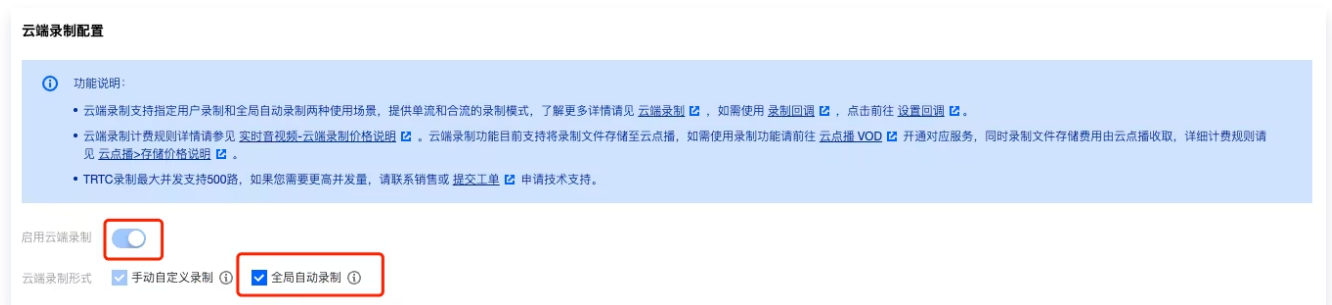 云端录制配置
功能说明：
• 云端录制支持指定用户录制和全局自动录制两种使用场景，提供单流和合流的录制模式，了解更多详情请见 云端录制 ，如需使用 录制回调 ，点击前往 设置回调 。
• 云端录制计费规则详情请参见 实时音视频-云端录制价格说明 。云端录制功能目前支持将录制文件存储至云点播，如需使用录制功能请前往 云点播 VOD 开通对应服务，同时录制文件存储费用由云点播收取，详细计费规则请
见 云点播>存储价格说明 。
• TRTC录制最大并发支持500路，如果您需要更高并发量，请联系销售或 提交工单 申请技术支持。
启用云端录制
云端录制形式 手动自定义录制 全局自动录制